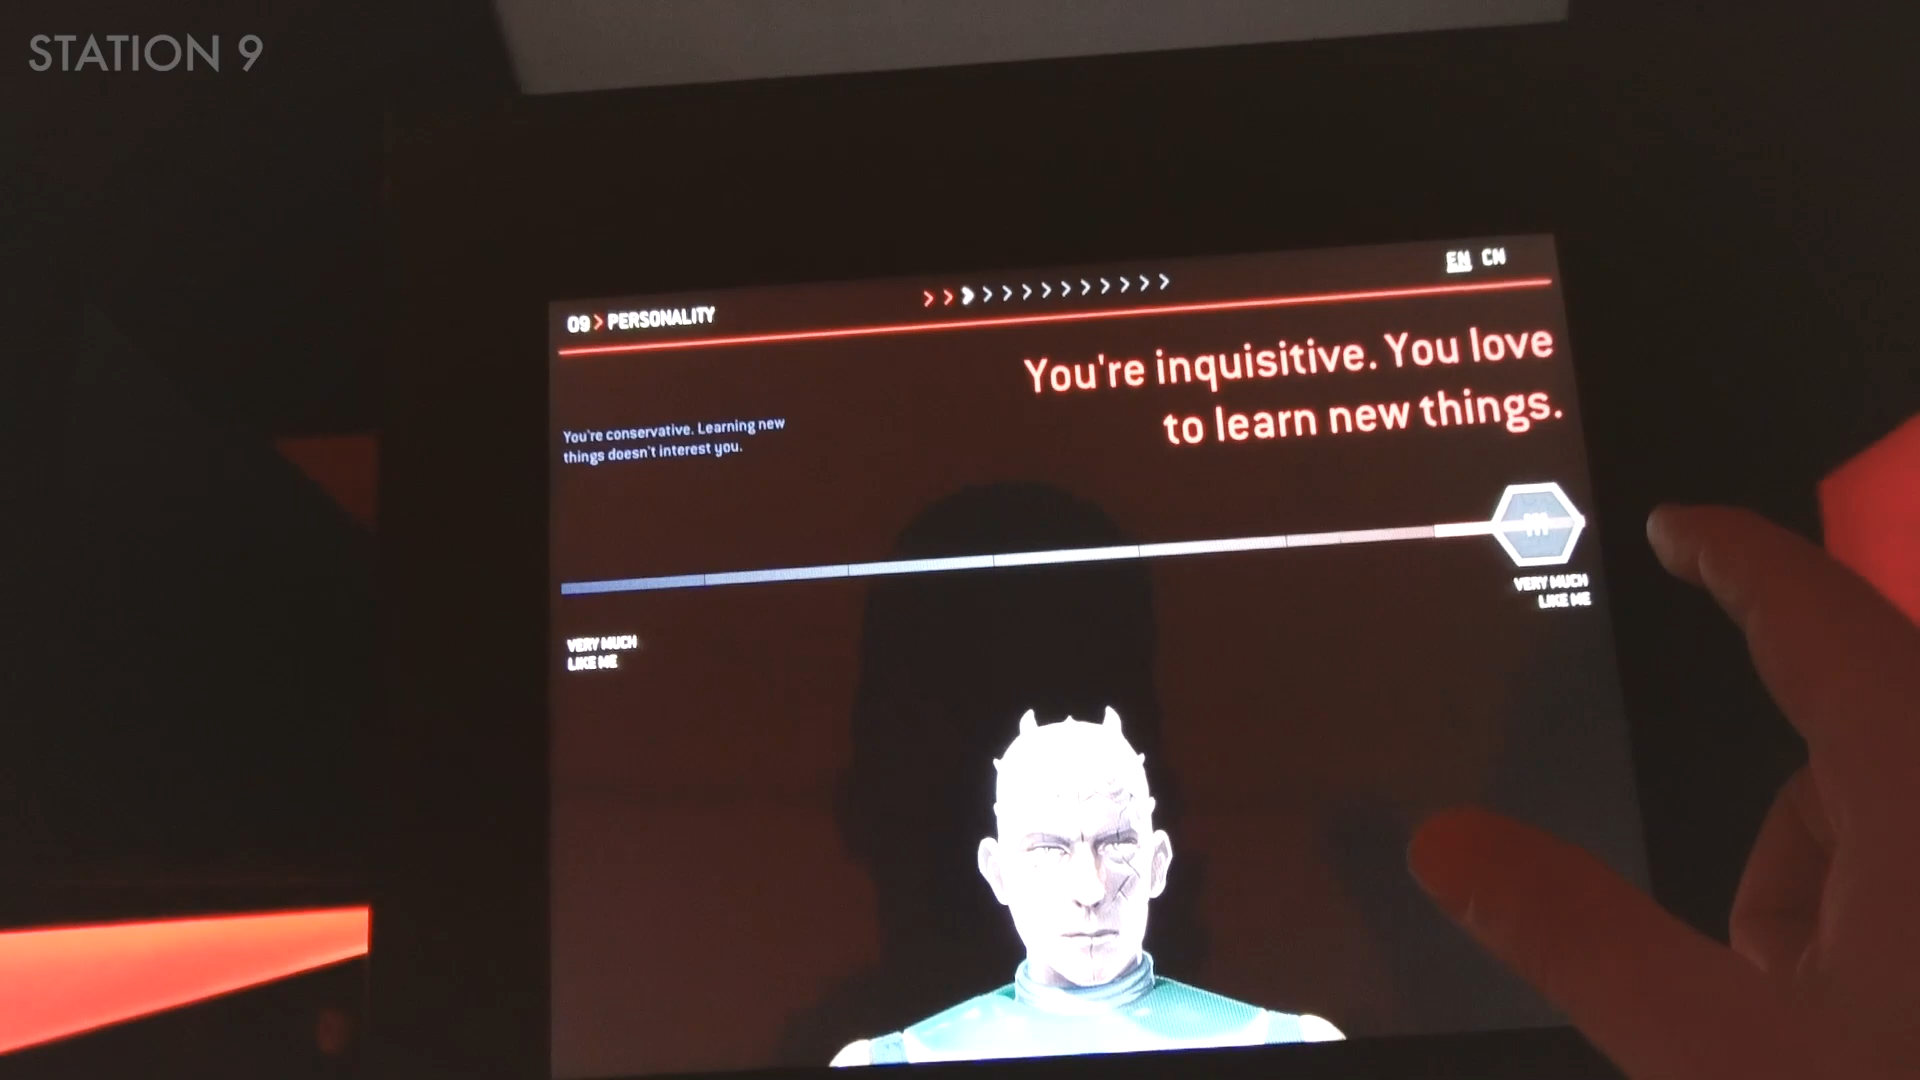 STATION 9
09 > PERSONALITY
EN CN
You're inquisitive. You love
to learn new things.
You're conservative. Learning new
things doesn't interest you.
VERY MUCH
LIKE ME
VERY MUCH
LIKE ME